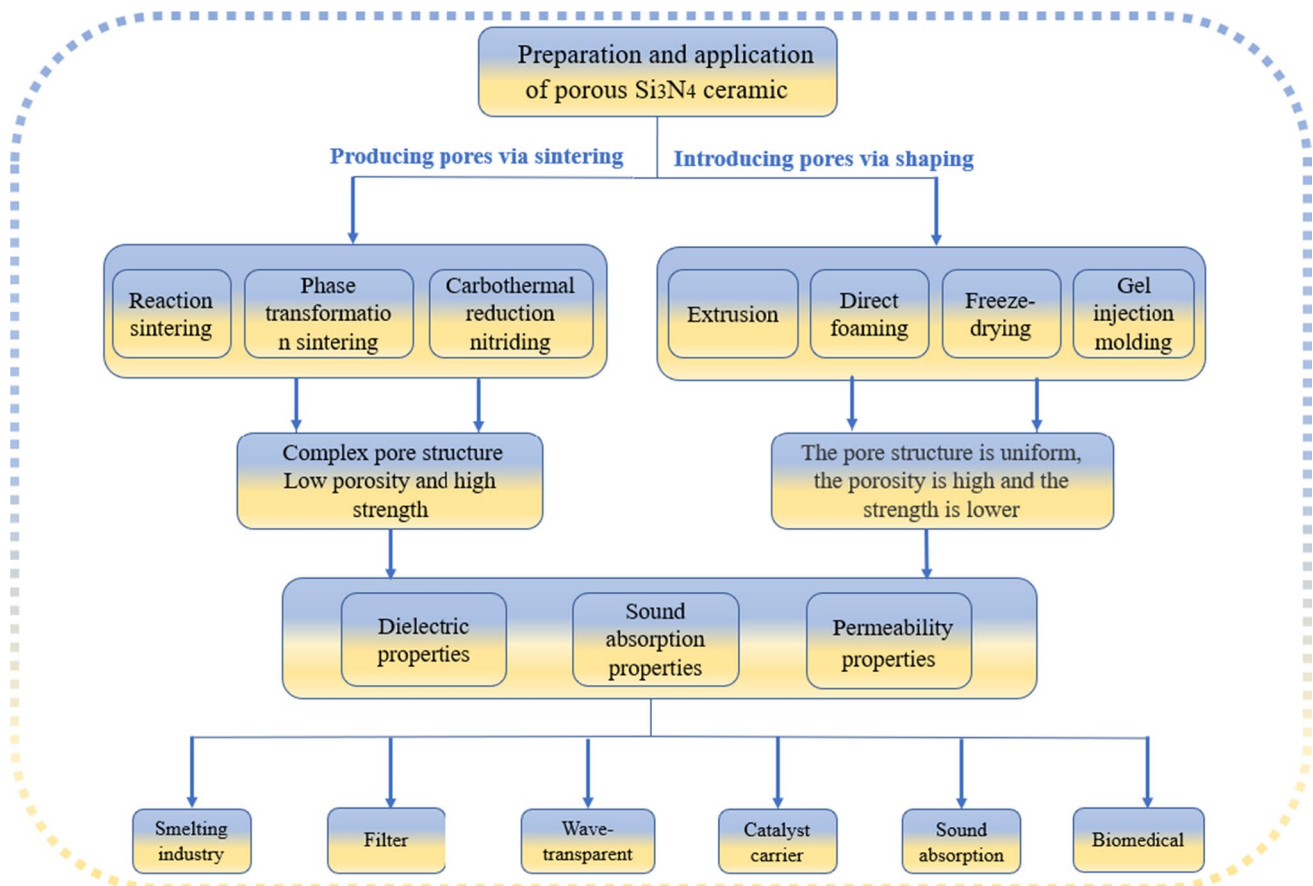 Preparation and application
of porous Si3N4 ceramic
Producing pores via sintering
Introducing pores via shaping
Reaction
sintering
Phase
transformatio
n sintering
Carbothermal
reduction
nitriding
Extrusion
Direct
foaming
Freeze-
drying
Gel
injection
molding
Complex pore structure
Low porosity and high
strength
The pore structure is uniform,
the porosity is high and the
strength is lower
Dielectric
properties
Sound
absorption
properties
Permeability
properties
Smelting
industry
Filter
Wave-
transparent
Catalyst
carrier
Sound
absorption
Biomedical